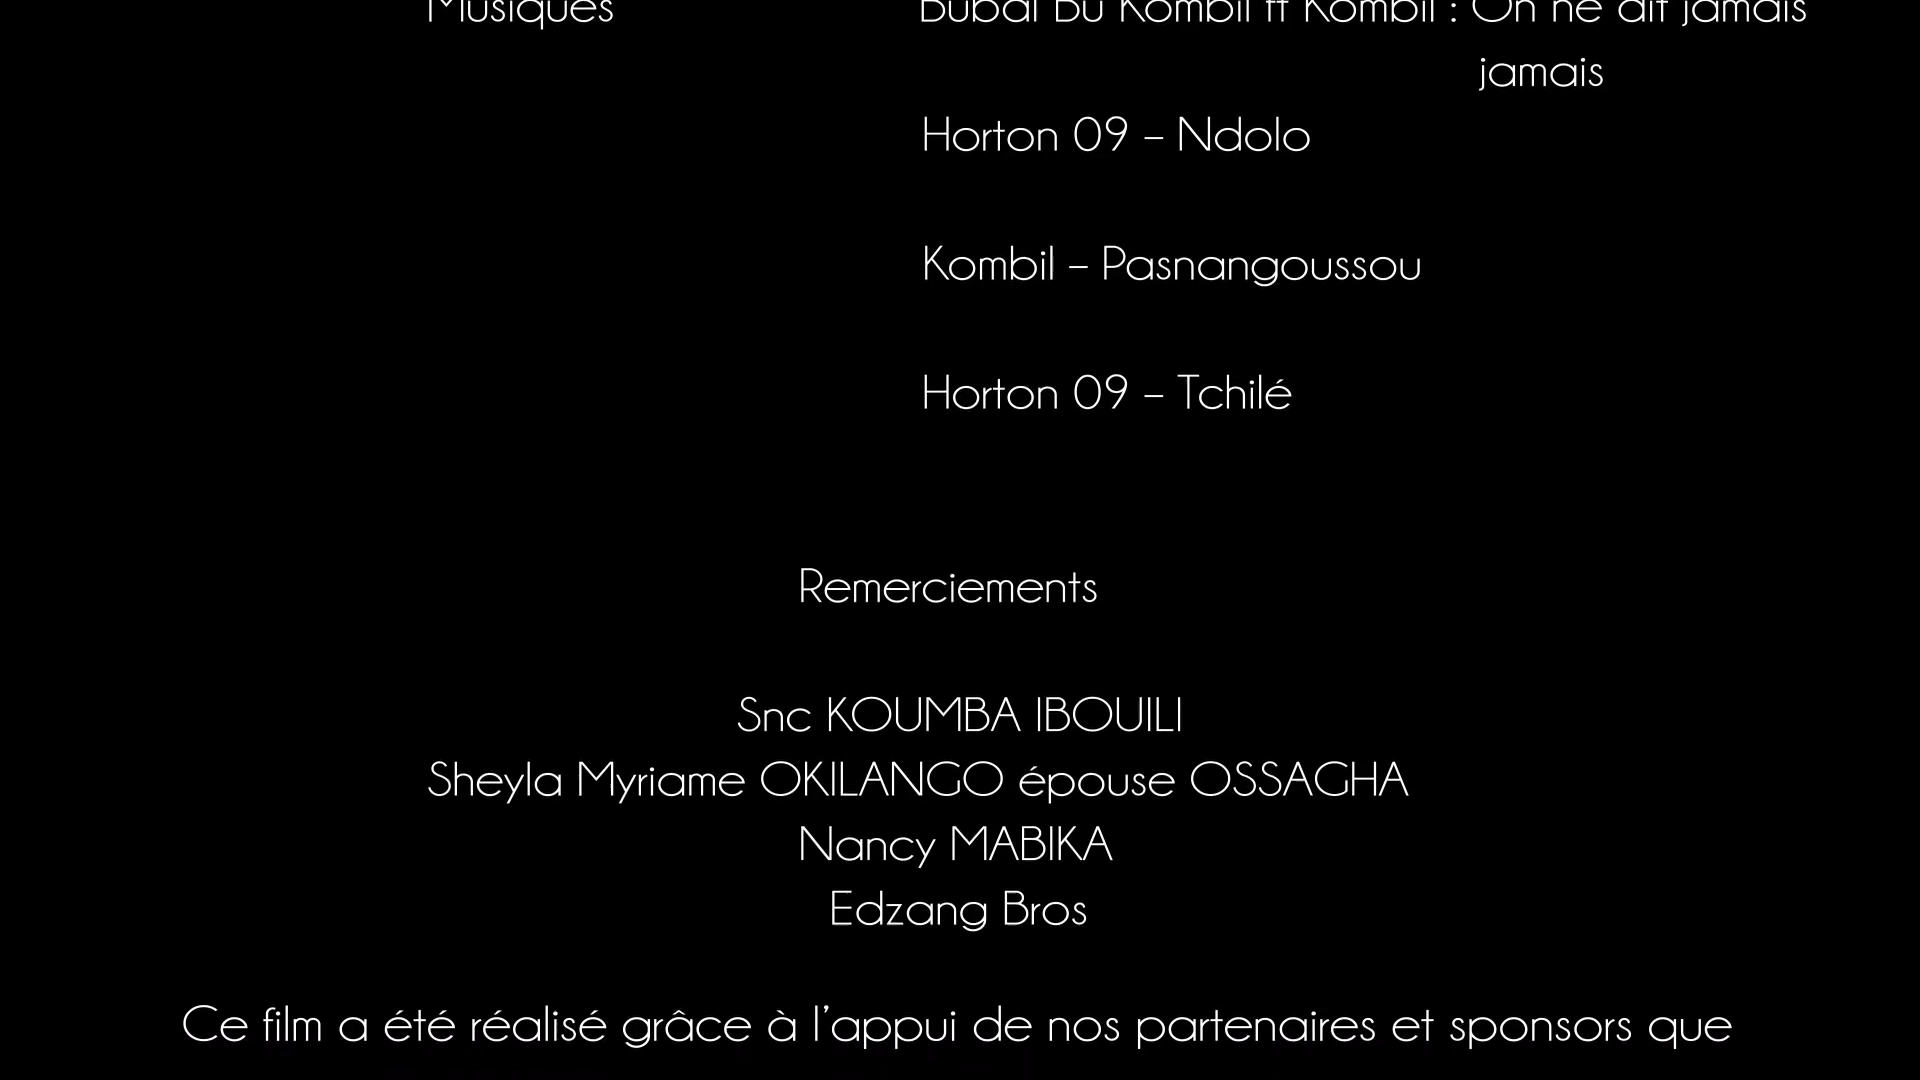 Musiques Bubal Bu Kombil ft Kombil : On ne dit jamais
jamais
Horton 09 – Ndolo
Kombil – Pasnangoussou
Horton 09 – Tchilé
Remerciements
Snc KOUMBA IBOUILI
Sheyla Myriame OKILANGO épouse OSSAGHA
Nancy MABIKA
Edzang Bros
Ce film a été réalisé grâce à l’appui de nos partenaires et sponsors que